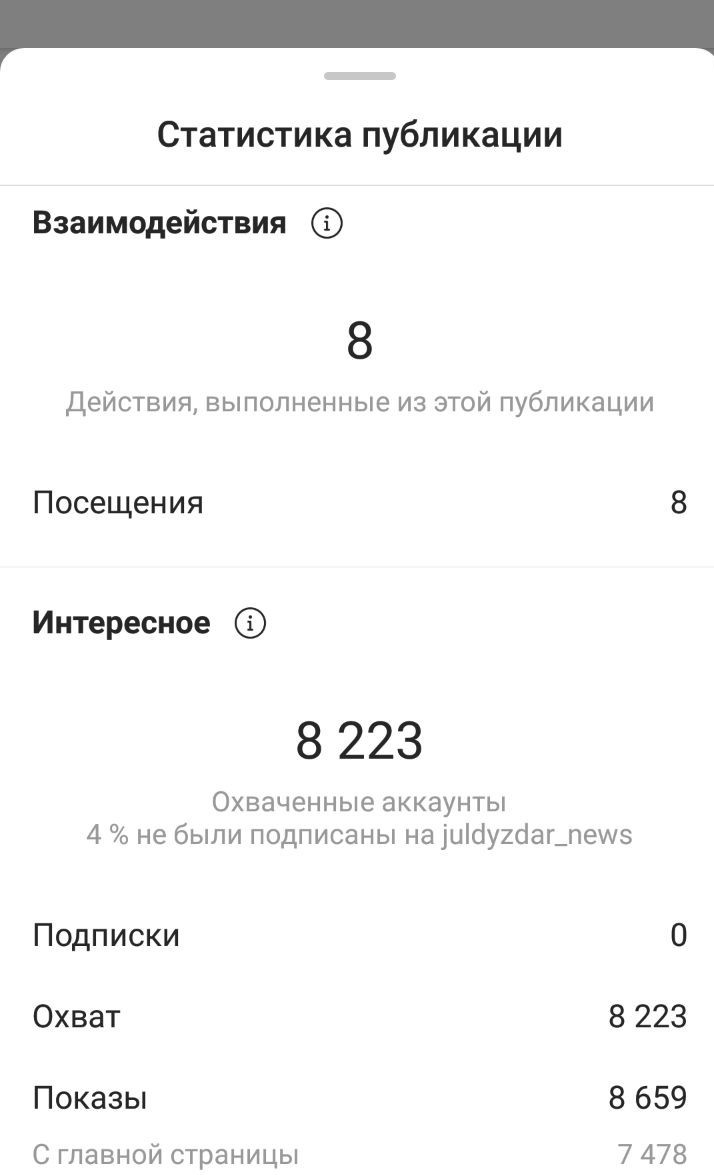 Статистика публикации
Взаимодействия
8
Действия, выполненные из этой публикации
Посещения 8
Интересное
8 223
Охваченные аккаунты
4 % не были подписаны на juldyzdar_news
Подписки 0
Охват 8 223
Показы 8 659
С главной страницы 7 478